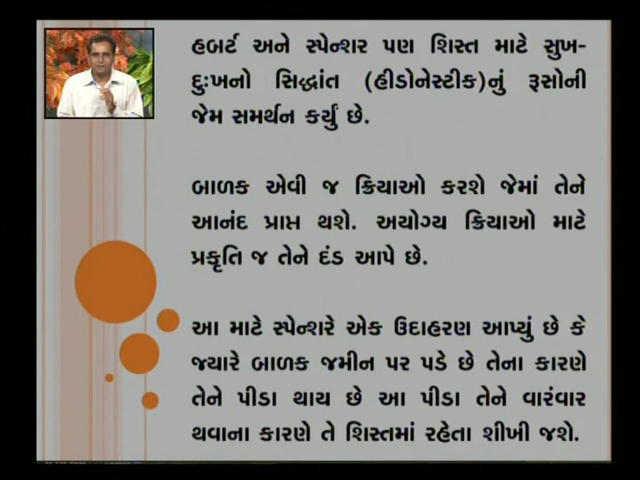 હબર્ટ અને સ્પેન્શર પણ શિસ્ત માટે સુખ-
દુઃખનો સિદ્ધાંત (હીડોનેસ્ટીક)નું રૂસોની
જેમ સમર્થન કર્યું છે.
બાળક એવી જ ક્રિયાઓ કરશે જેમાં તેને
આનંદ પ્રાપ્ત થશે. અયોગ્ય ક્રિયાઓ માટે
પ્રકૃતિ જ તેને દંડ આપે છે.
આ માટે સ્પેન્શરે એક ઉદાહરણ આપ્યું છે કે
જ્યારે બાળક જમીન પર પડે છે તેના કારણે
તેને પીડા થાય છે આ પીડા તેને વારંવાર
થવાના કારણે તે શિસ્તમાં રહેતા શીખી જશે.